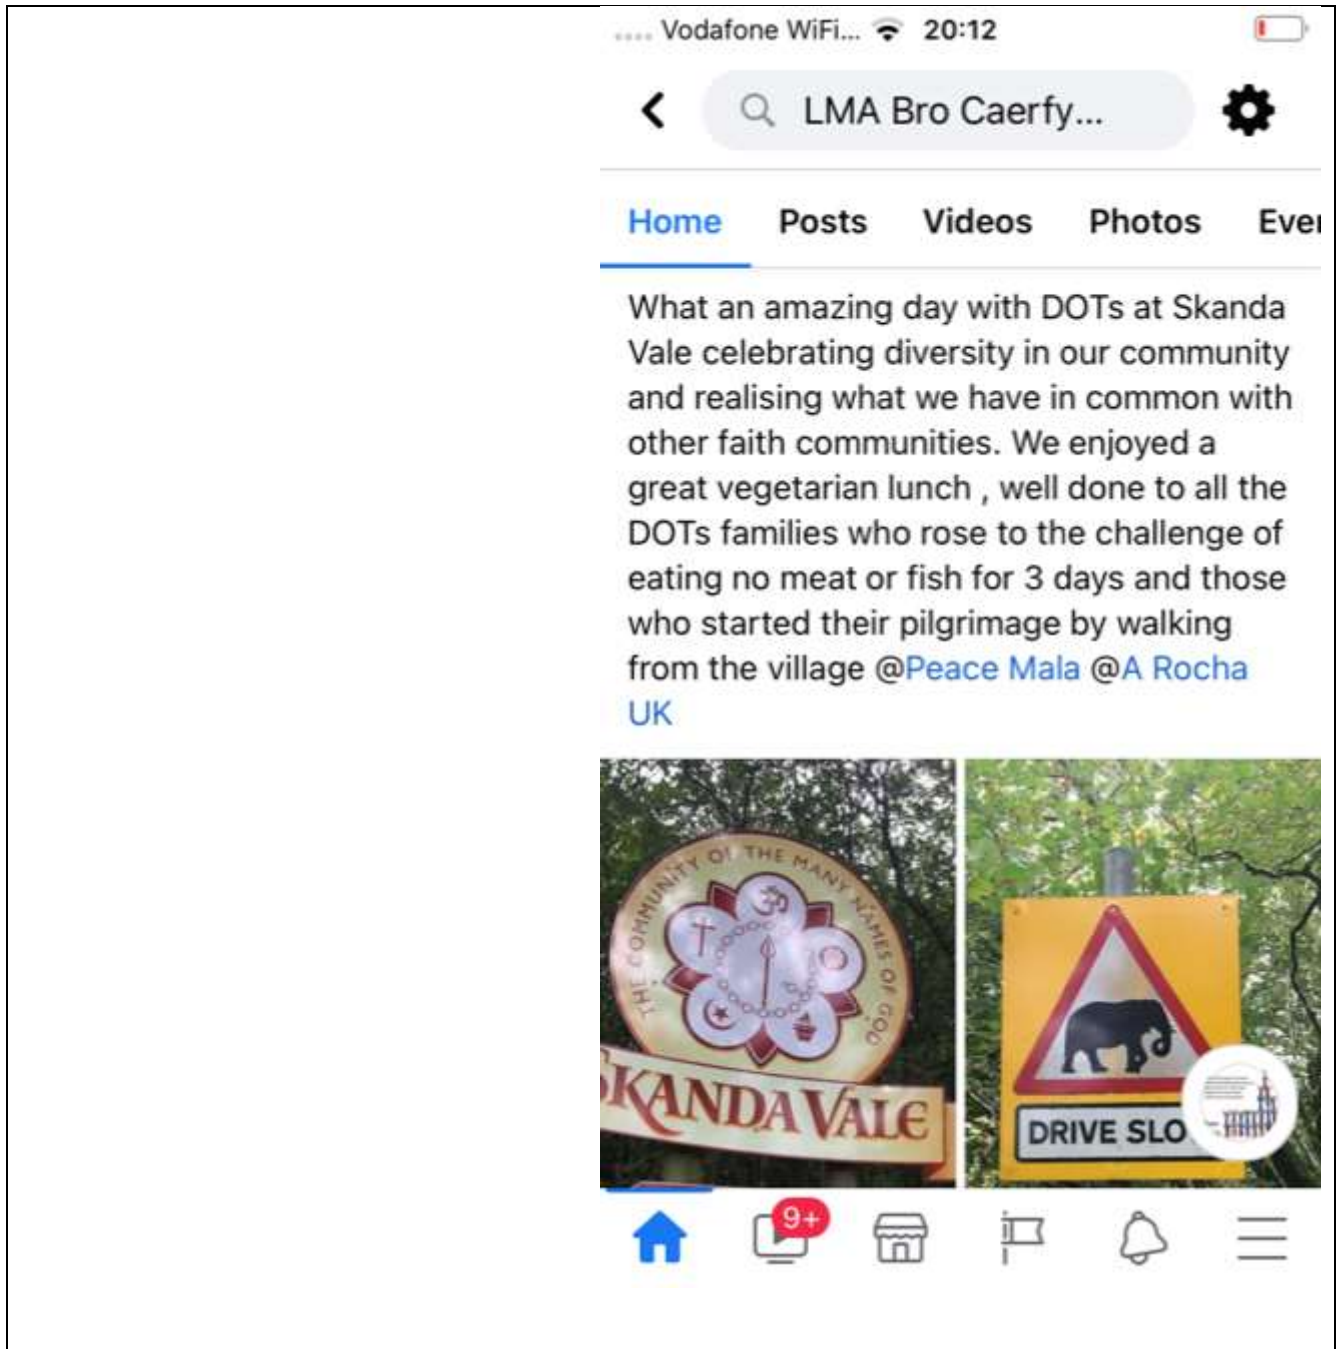 Vodafone WiFi... 20:12
LMA Bro Caerfy...
Home Posts Videos Photos Ever
What an amazing day with DOTs at Skanda
Vale celebrating diversity in our community
and realising what we have in common with
other faith communities. We enjoyed a
great vegetarian lunch , well done to all the
DOTs families who rose to the challenge of
eating no meat or fish for 3 days and those
who started their pilgrimage by walking
from the village @Peace Mala @A Rocha
UK
THE COMMUNITY OF THE MANY NAMES OF GOD
SKANDA VALE
DRIVE SLO
9+